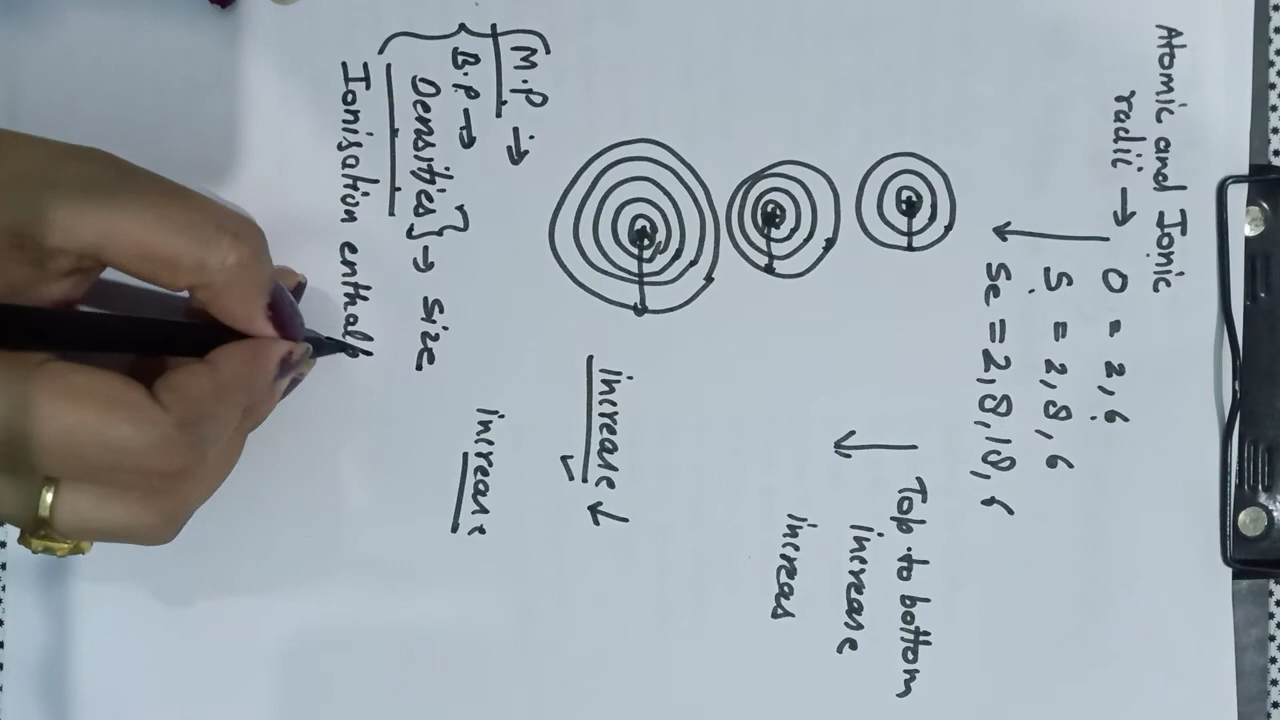 Atomic and Ionic
radii → O = 2, 6
S = 2, 8, 6
Se = 2, 8, 18, 6
Top to bottom
increase
increas
increase ↓
M.P →
increase
B.P →
Densities } → size
Ionisation enthalp